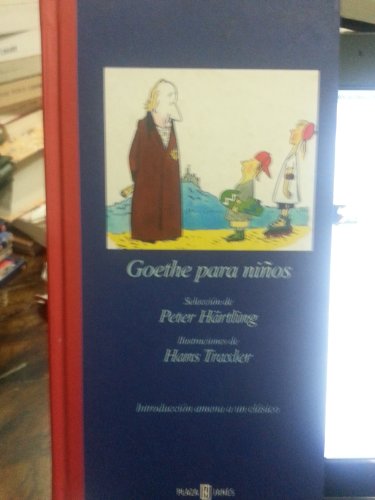 Goethe para niños
Selección de
Peter Härtling
Ilustraciones de
Hans Traxler
Introducción amena a un clásico
PLAZA JANÉS